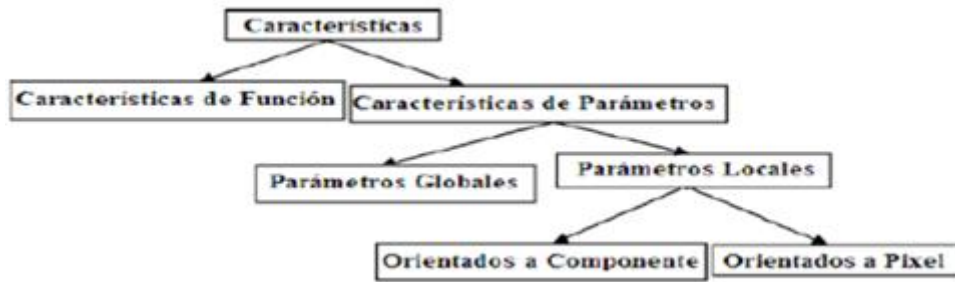 Características
Características de Función
Características de Parámetros
Parámetros Globales
Parámetros Locales
Orientados a Componente
Orientados a Pixel